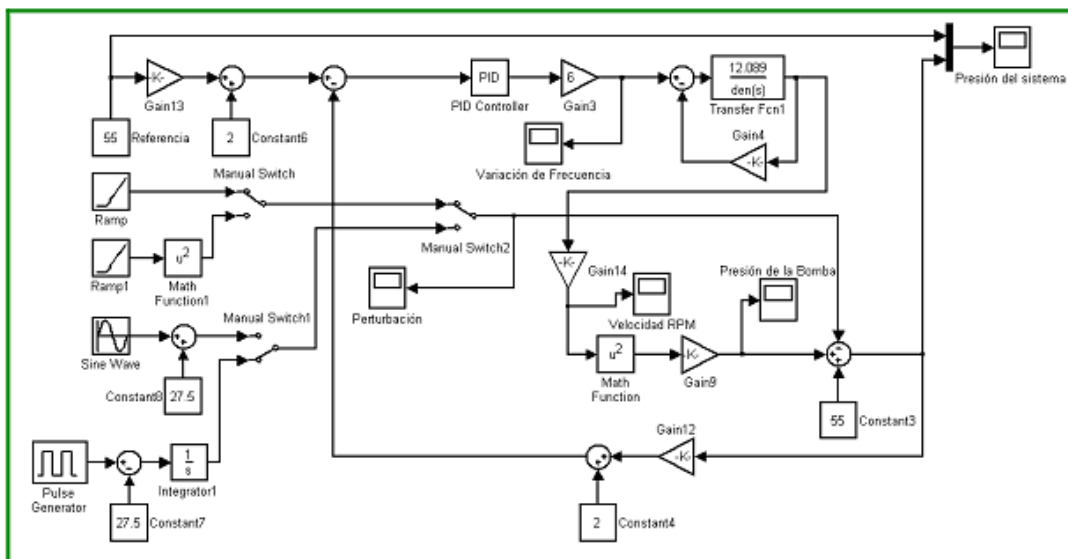 -K-
Gain13
PID
PID Controller
6
Gain3
12.089
den(s)
Transfer Fcn1
Presión del sistema
55
Referencia
2
Constant6
Gain4
-K-
Variación de Frecuencia
Manual Switch
Ramp
Manual Switch2
Ramp1
u²
Math
Function1
-K-
Gain14
Presión de la Bomba
Perturbación
Velocidad RPM
Manual Switch1
Sine Wave
u²
Math
Function
-K-
Gain9
Constant8
27.5
55
Constant3
Gain12
-K-
Pulse
Generator
1
s
Integrator1
27.5
Constant7
2
Constant4